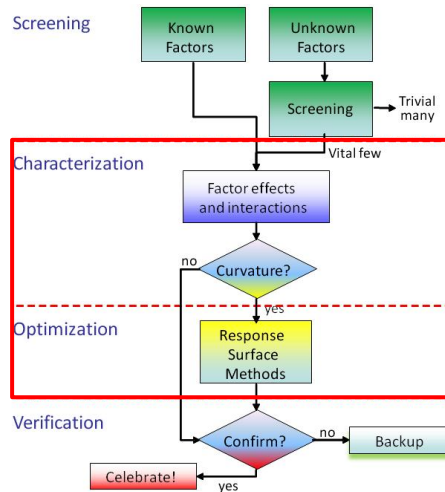 Screening
Known
Factors
Unknown
Factors
Screening
Trivial
many
Vital few
Characterization
Factor effects
and interactions
no
Curvature?
yes
Optimization
Response
Surface
Methods
Verification
Confirm?
no
Backup
Celebrate!
yes